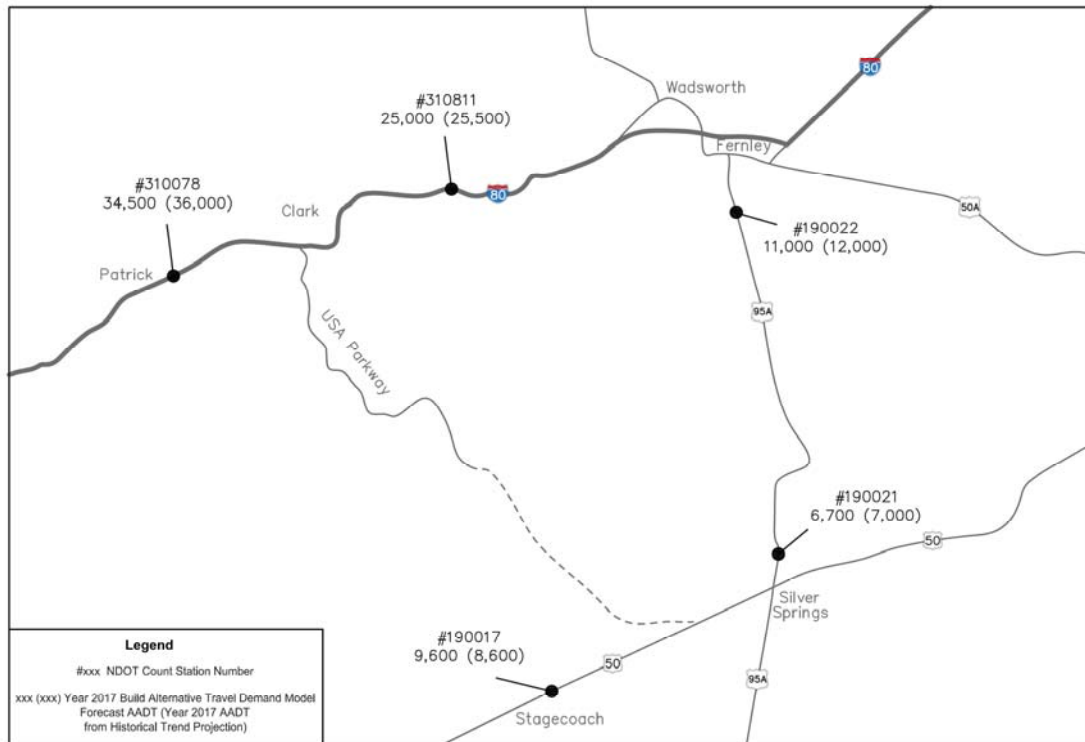 80
Wadsworth
#310811
25,000 (25,500)
Fernley
#310078
34,500 (36,000)
80
Clark
50A
#190022
11,000 (12,000)
Patrick
95A
USA Parkway
#190021
6,700 (7,000)
50
Silver
Springs
#190017
9,600 (8,600)
50
95A
Stagecoach
Legend
#xxx NDOT Count Station Number
xxx (xxx) Year 2017 Build Alternative Travel Demand Model
Forecast AADT (Year 2017 AADT
from Historical Trend Projection)